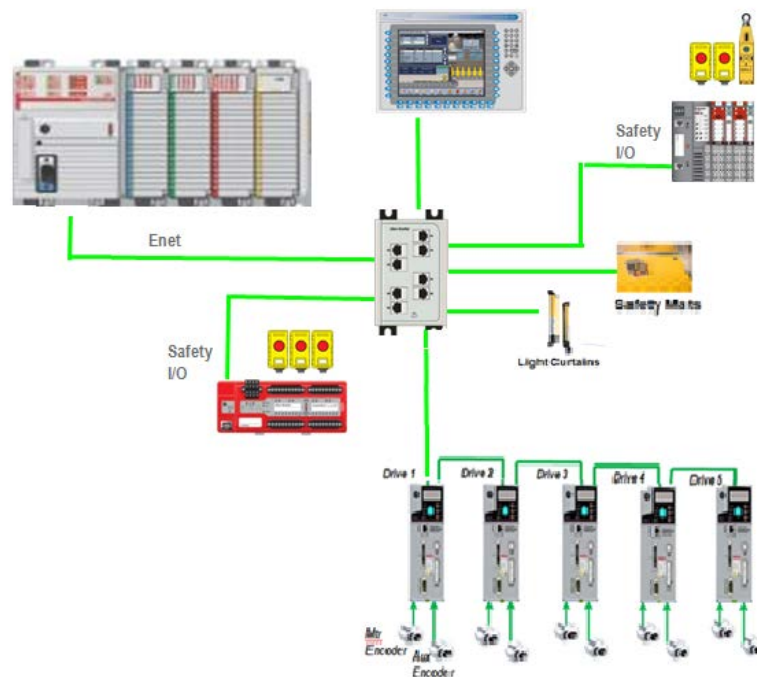 Safety
I/O
Enet
Safety Mats
Light Curtains
Safety
I/O
Drive 1
Drive 2
Drive 3
Drive 4
Drive 5
Mtr
Encoder
Aux
Encoder